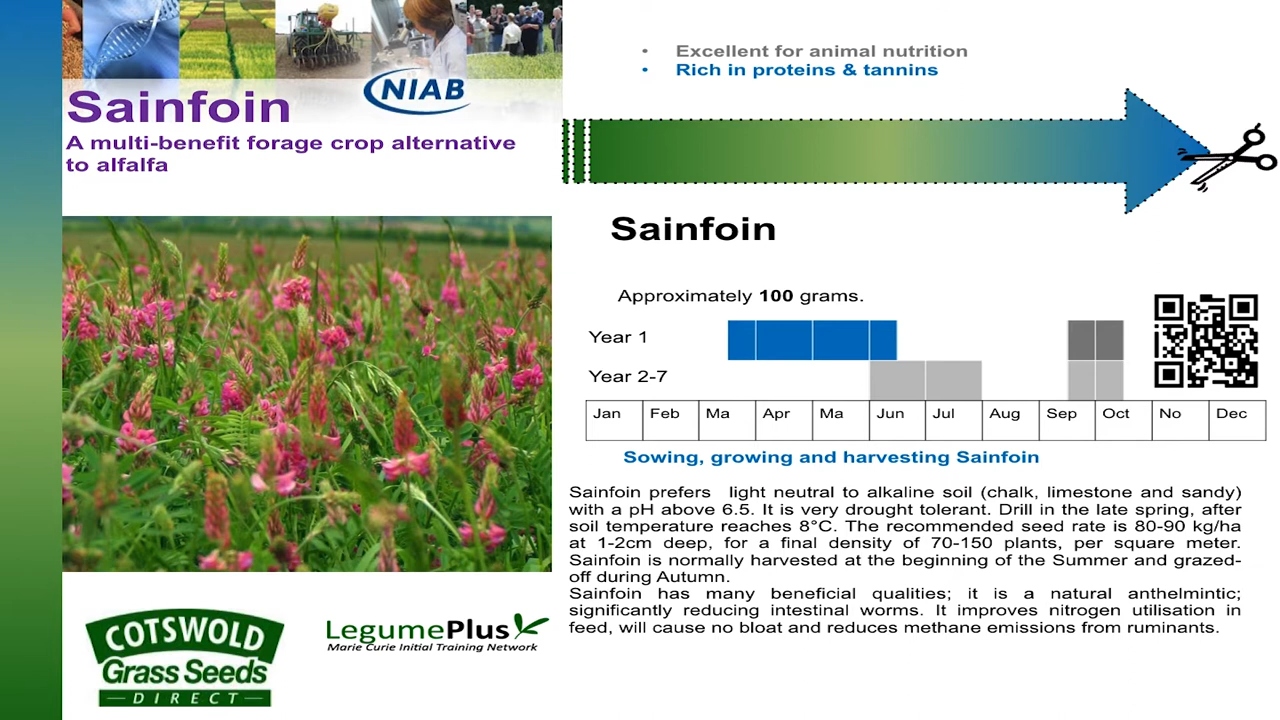 NIAB
Sainfoin
A multi-benefit forage crop alternative
to alfalfa
COTSWOLD
Grass Seeds
DIRECT
LegumePlus
Marie Curie Initial Training Network
• Excellent for animal nutrition
• Rich in proteins & tannins
Sainfoin
Approximately 100 grams.
Year 1
Year 2-7
Jan Feb Ma Apr Ma Jun Jul Aug Sep Oct No Dec
Sowing, growing and harvesting Sainfoin
Sainfoin prefers light neutral to alkaline soil (chalk, limestone and sandy)
with a pH above 6.5. It is very drought tolerant. Drill in the late spring, after
soil temperature reaches 8°C. The recommended seed rate is 80-90 kg/ha
at 1-2cm deep, for a final density of 70-150 plants, per square meter.
Sainfoin is normally harvested at the beginning of the Summer and grazed-
off during Autumn.
Sainfoin has many beneficial qualities; it is a natural anthelmintic;
significantly reducing intestinal worms. It improves nitrogen utilisation in
feed, will cause no bloat and reduces methane emissions from ruminants.